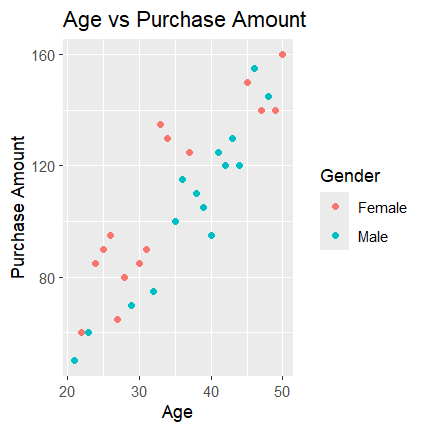 Age vs Purchase Amount
160
120
80
Purchase Amount
20 30 40 50
Age
Gender
Female
Male